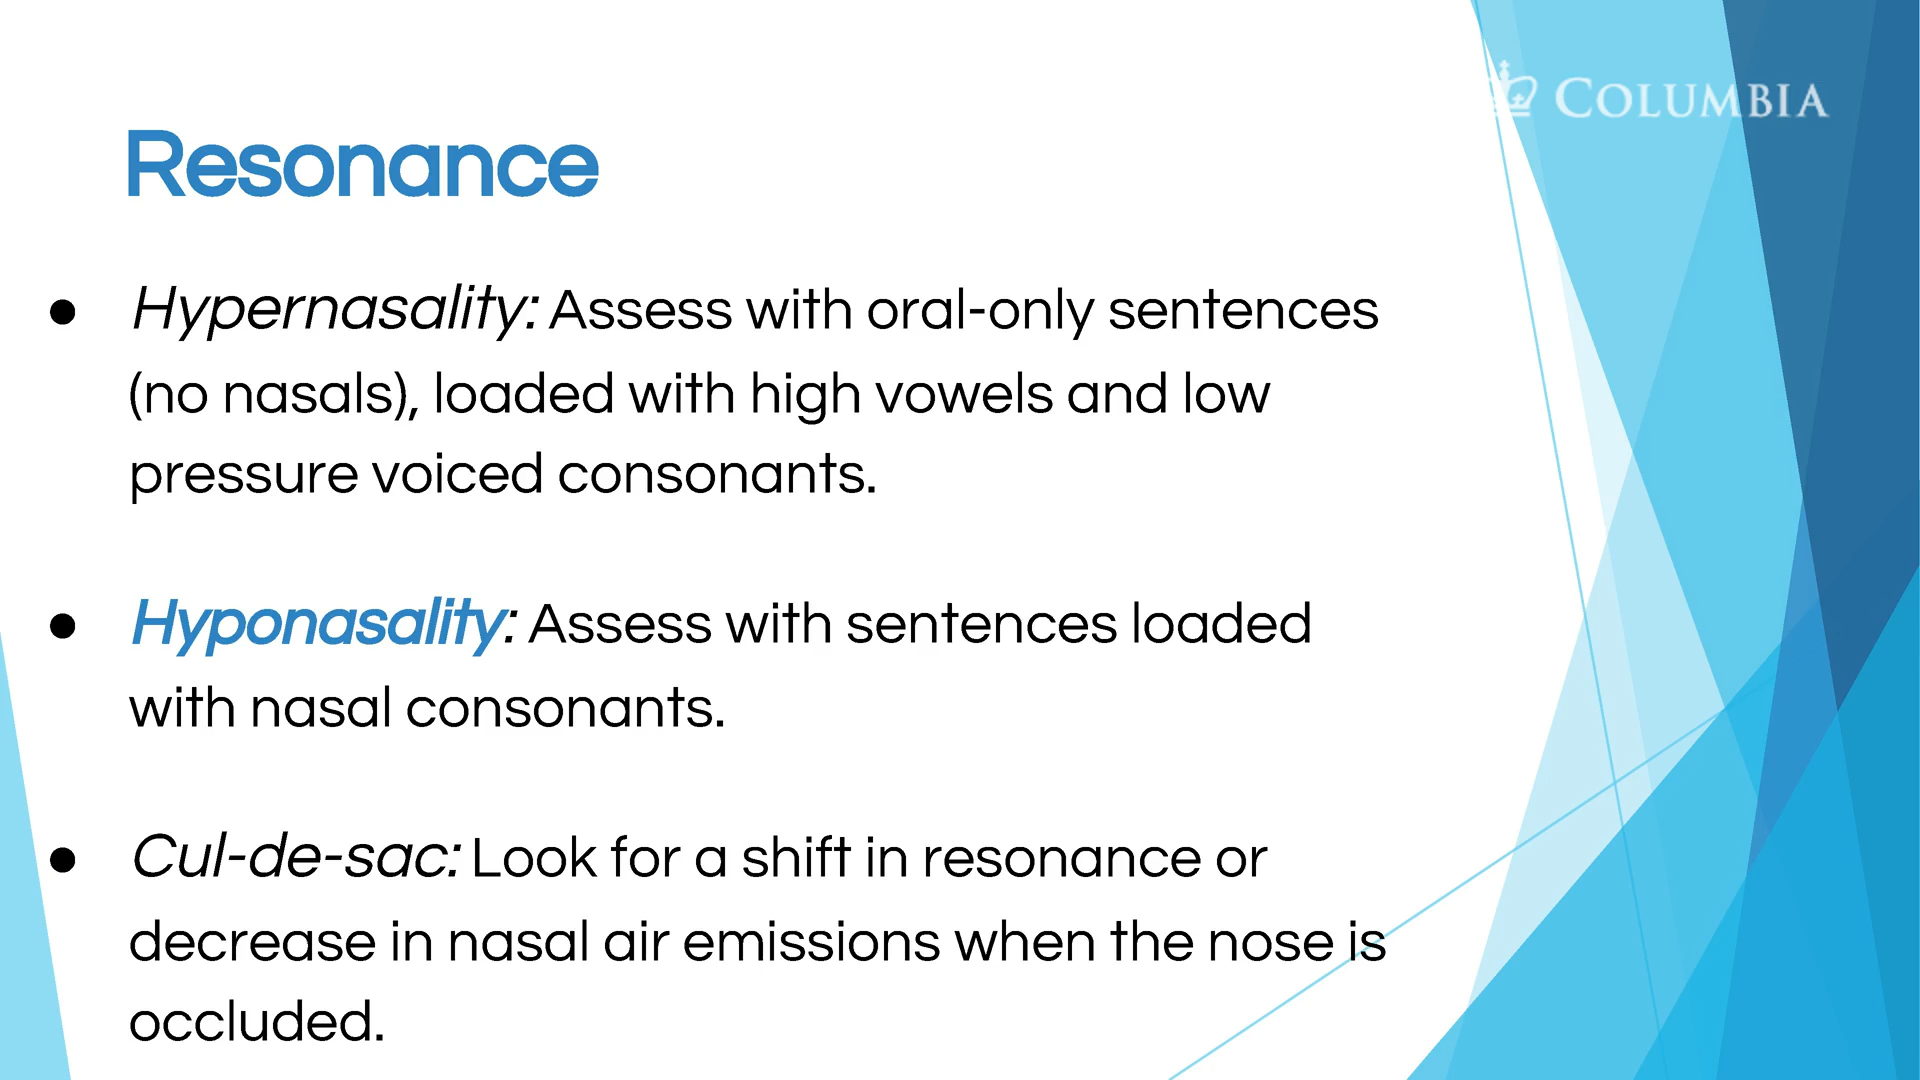 COLUMBIA
Resonance
● Hypernasality: Assess with oral-only sentences
(no nasals), loaded with high vowels and low
pressure voiced consonants.
● Hyponasality: Assess with sentences loaded
with nasal consonants.
● Cul-de-sac: Look for a shift in resonance or
decrease in nasal air emissions when the nose is
occluded.